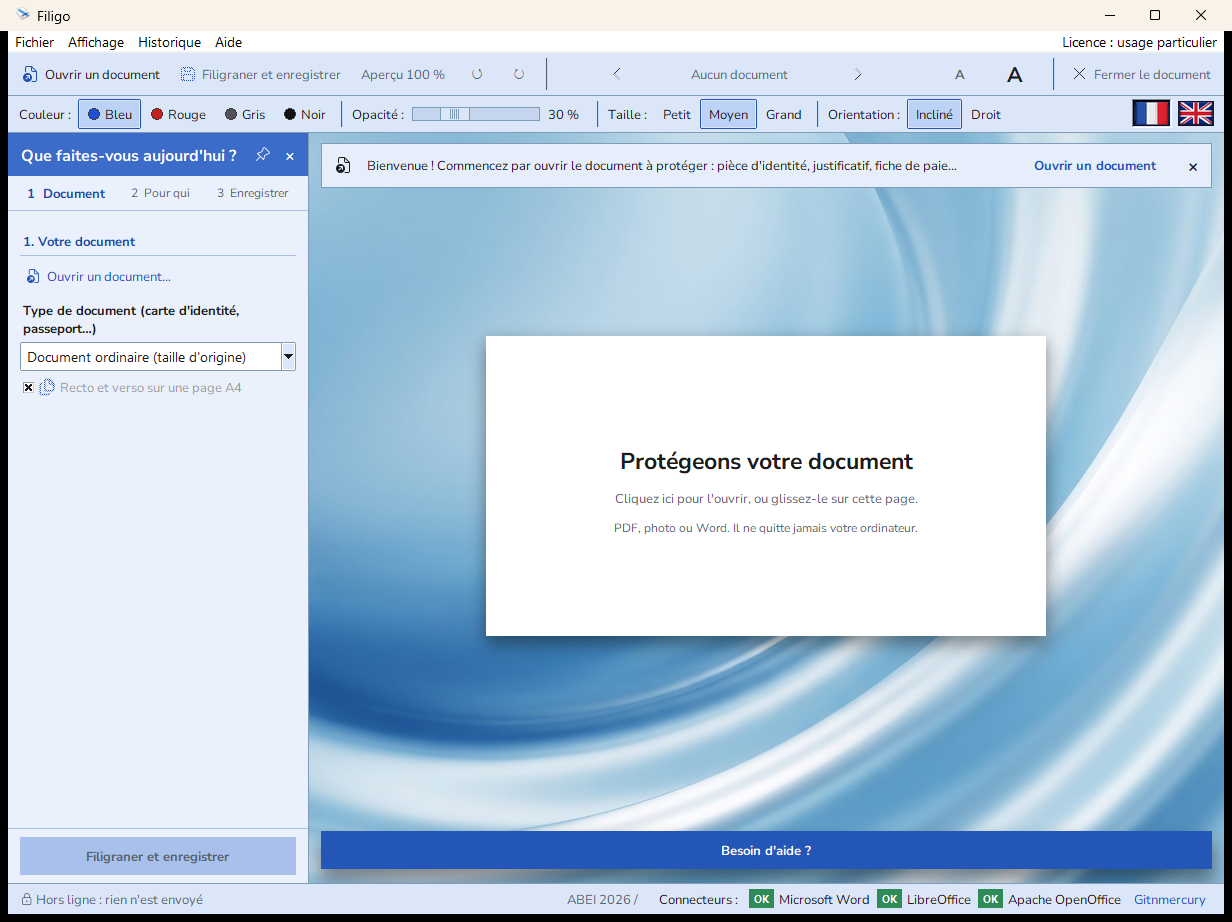 Filigo
Fichier Affichage Historique Aide Licence : usage particulier
Ouvrir un document Filigraner et enregistrer Aperçu 100 % Aucun document A A Fermer le document
Couleur : Bleu Rouge Gris Noir Opacité : 30 % Taille : Petit Moyen Grand Orientation : Incliné Droit
Que faites-vous aujourd'hui ?
1 Document 2 Pour qui 3 Enregistrer
1. Votre document
Ouvrir un document...
Type de document (carte d'identité,
passeport...)
Document ordinaire (taille d'origine)
Recto et verso sur une page A4
Filigraner et enregistrer
Bienvenue ! Commencez par ouvrir le document à protéger : pièce d'identité, justificatif, fiche de paie... Ouvrir un document
Protégeons votre document
Cliquez ici pour l'ouvrir, ou glissez-le sur cette page.
PDF, photo ou Word. Il ne quitte jamais votre ordinateur.
Besoin d'aide ?
Hors ligne : rien n'est envoyé ABEI 2026 / Connecteurs : OK Microsoft Word OK LibreOffice OK Apache OpenOffice Gitnmercury